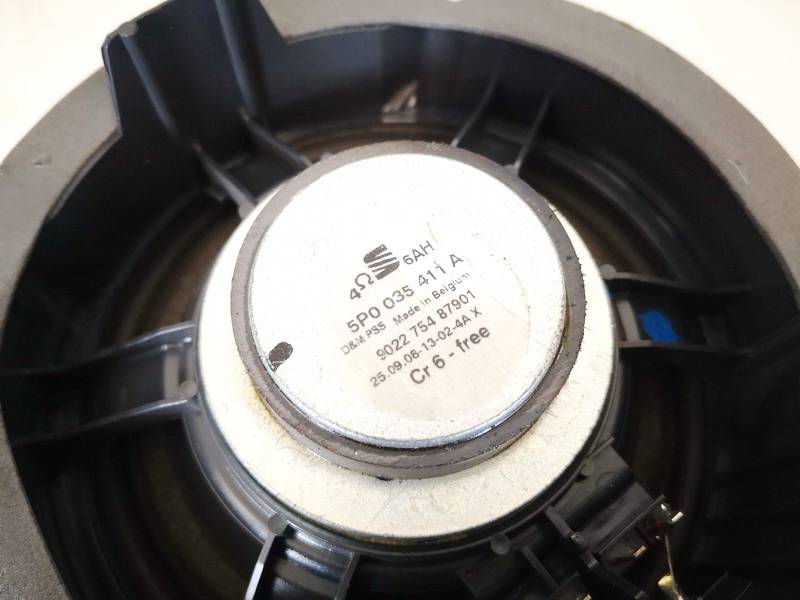 4Ω 6AH
5P0 035 411 A
D&M PSS Made in Belgium
9022 754 87901
25.09.08-13-02-4A X
Cr 6 - free